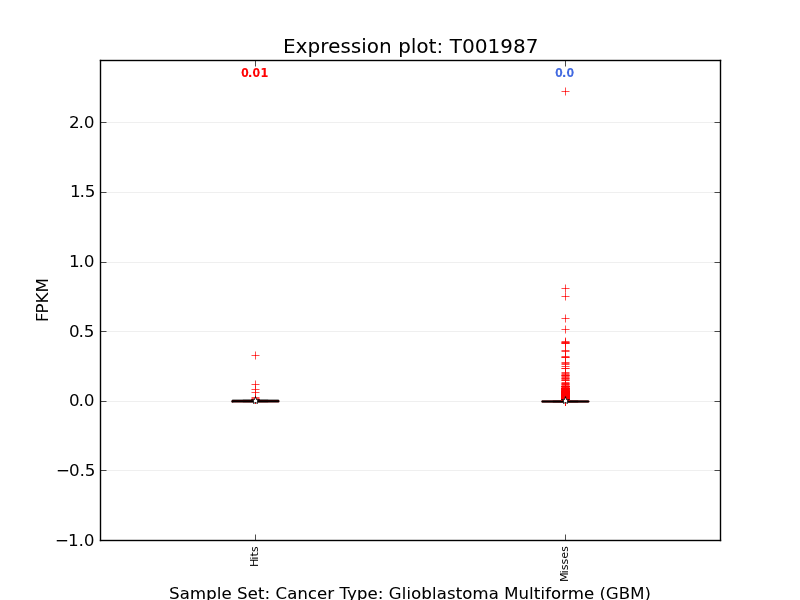 Expression plot: T001987
0.01 0.0
2.0
1.5
1.0
0.5
0.0
−0.5
−1.0
FPKM
Hits Misses
Sample Set: Cancer Type: Glioblastoma Multiforme (GBM)